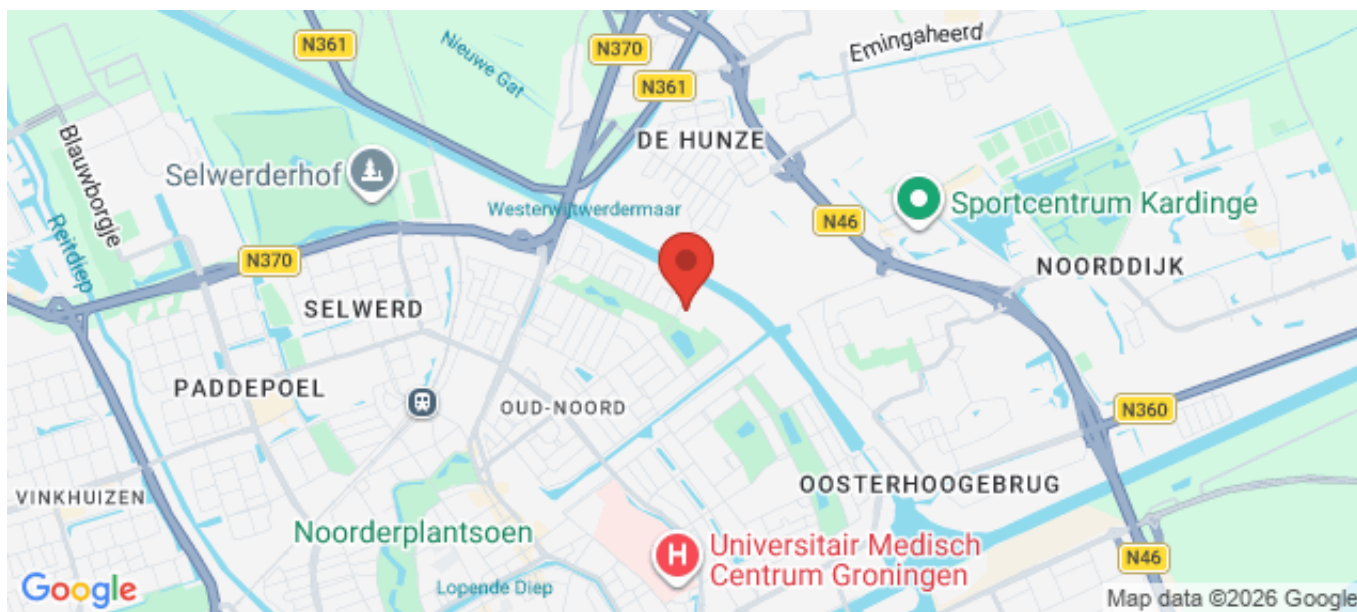 N361
Nieuwe Gat
N370
N361
Emingaheerd
Blauwborgje
Selwerderhof
DE HUNZE
Westerwijtwerdermaar
Sportcentrum Kardinge
N46
Reitdiep
N370
NOORDDIJK
SELWERD
PADDEPOEL
OUD-NOORD
N360
VINKHUIZEN
OOSTERHOOGEBRUG
Noorderplantsoen
H
Universitair Medisch
Centrum Groningen
N46
Lopende Diep
Google
Map data ©2026 Google